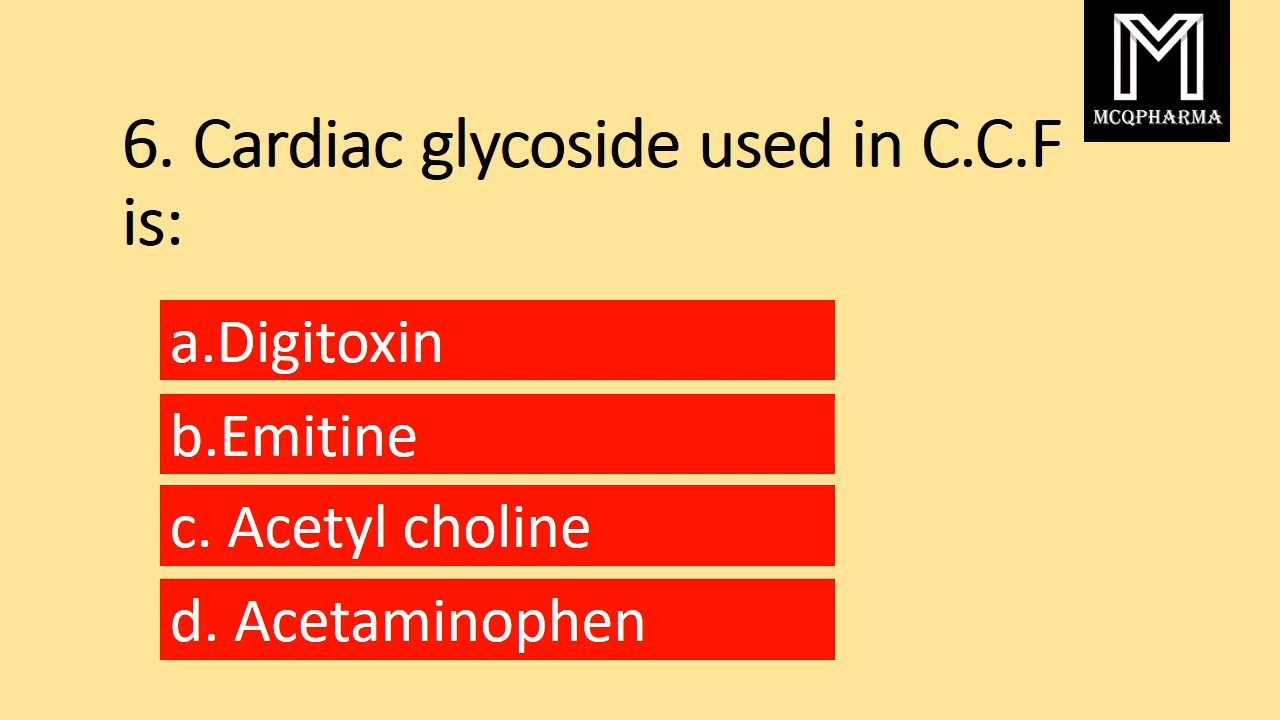 MCQPHARMA
6. Cardiac glycoside used in C.C.F
is:
a.Digitoxin
b.Emitine
c. Acetyl choline
d. Acetaminophen